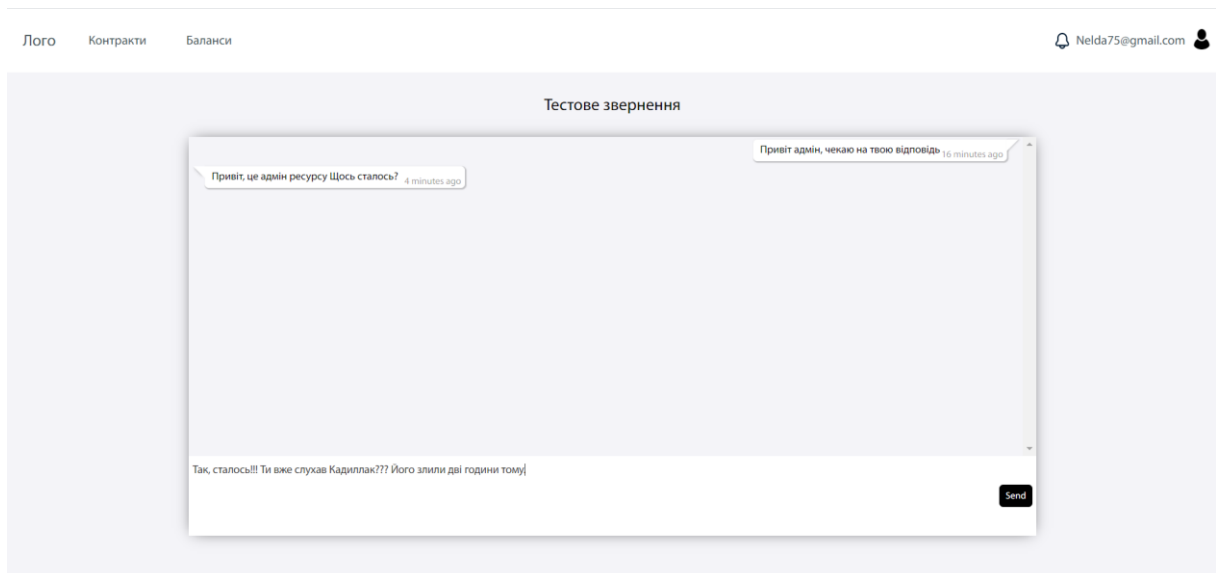 Лого Контракти Баланси Nelda75@gmail.com
Тестове звернення
Привіт адмін, чекаю на твою відповідь 16 minutes ago
Привіт, це адмін ресурсу Щось сталось? 4 minutes ago
Так, сталось!!! Ти вже слухав Кадиллак??? Його злили дві години тому
Send